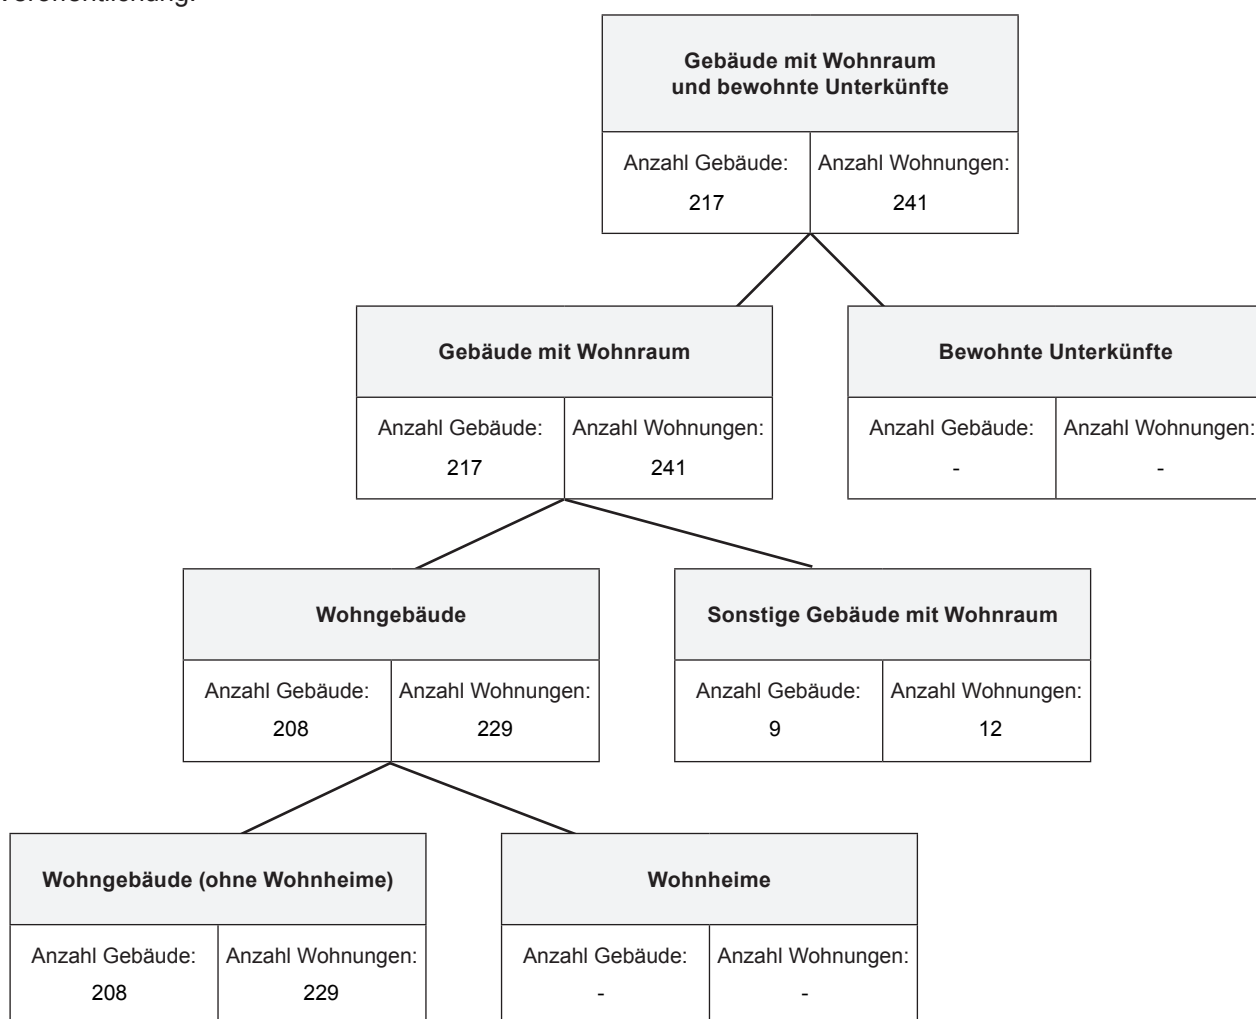 Veröffentlichung.
Gebäude mit Wohnraum
und bewohnte Unterkünfte
Anzahl Gebäude: Anzahl Wohnungen:
217 241
Gebäude mit Wohnraum
Anzahl Gebäude: Anzahl Wohnungen:
217 241
Bewohnte Unterkünfte
Anzahl Gebäude: Anzahl Wohnungen:
- -
Wohngebäude
Anzahl Gebäude: Anzahl Wohnungen:
208 229
Sonstige Gebäude mit Wohnraum
Anzahl Gebäude: Anzahl Wohnungen:
9 12
Wohngebäude (ohne Wohnheime)
Anzahl Gebäude: Anzahl Wohnungen:
208 229
Wohnheime
Anzahl Gebäude: Anzahl Wohnungen:
- -